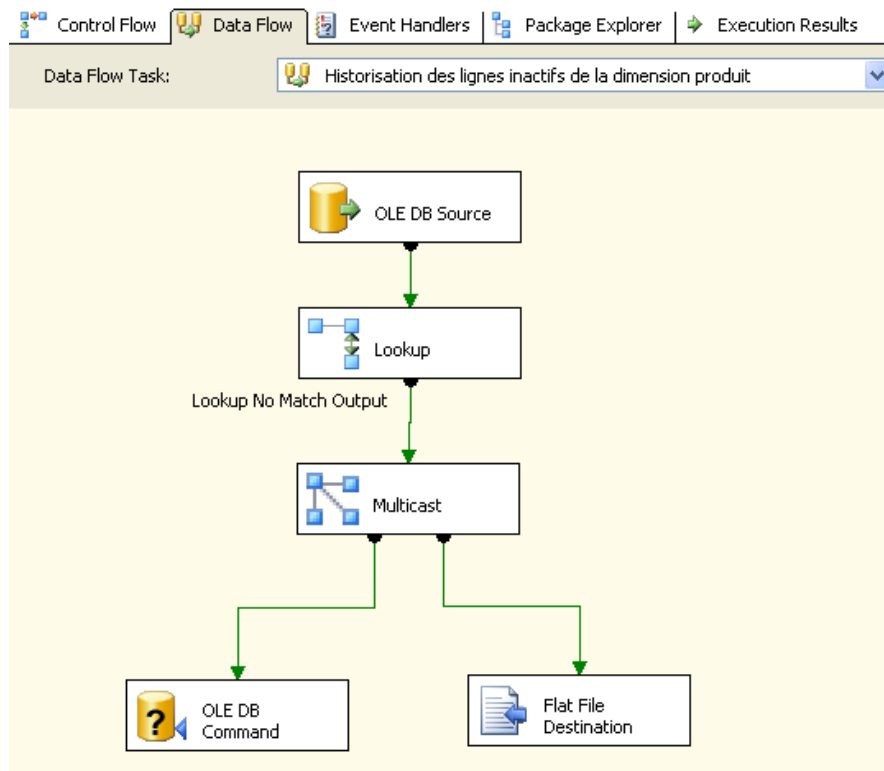 Control Flow Data Flow Event Handlers Package Explorer Execution Results
Data Flow Task: Historisation des lignes inactifs de la dimension produit
OLE DB Source
Lookup
Lookup No Match Output
Multicast
OLE DB
Command
Flat File
Destination